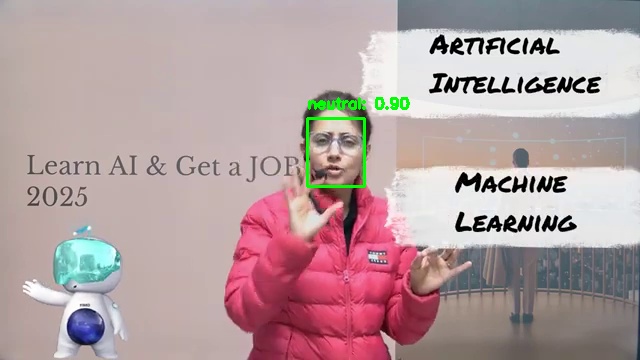 Artificial
Intelligence
neutral: 0.90
Learn AI & Get a JOB
2025
Machine
Learning